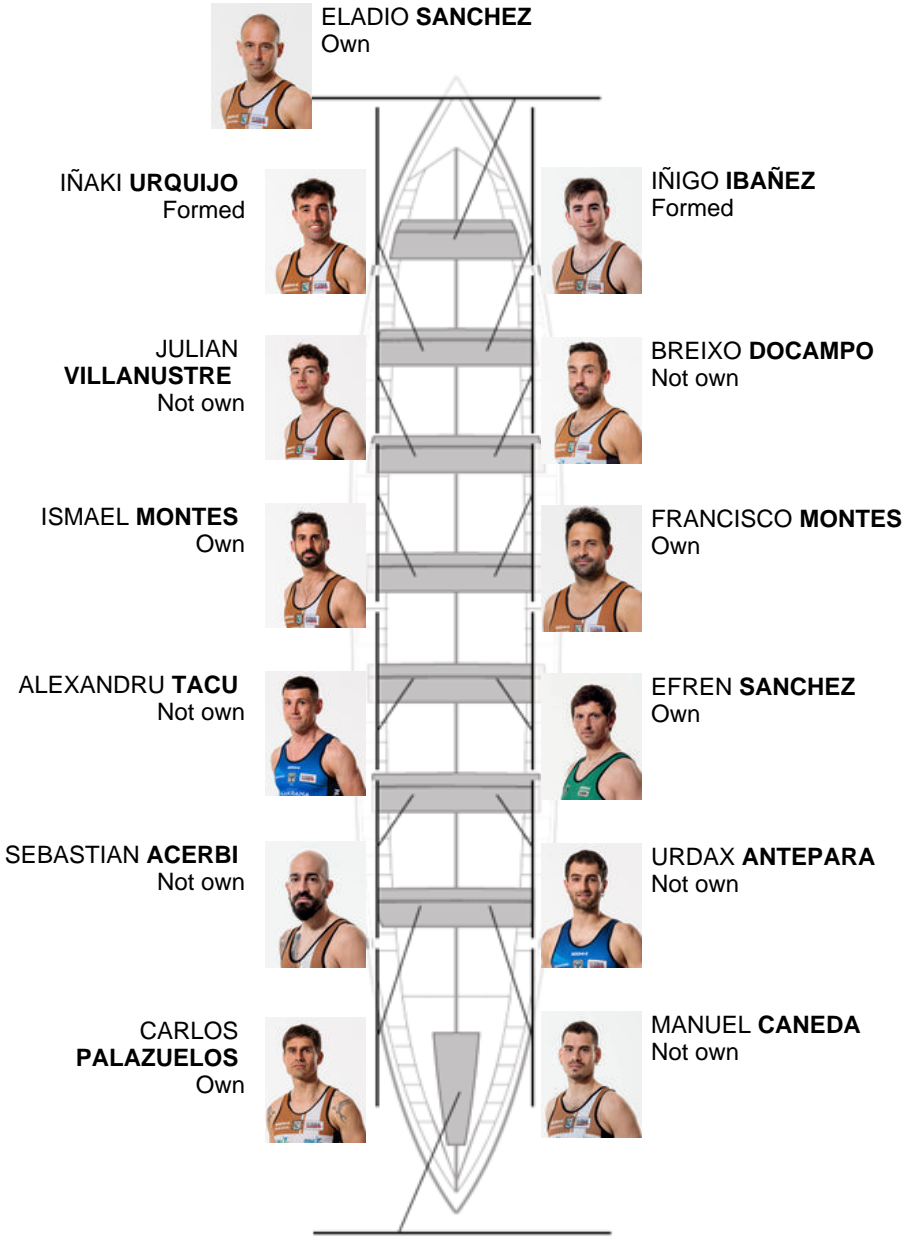 ELADIO SANCHEZ
Own
IÑAKI URQUIJO
Formed
IÑIGO IBAÑEZ
Formed
JULIAN
VILLANUSTRE
Not own
BREIXO DOCAMPO
Not own
ISMAEL MONTES
Own
FRANCISCO MONTES
Own
ALEXANDRU TACU
Not own
EFREN SANCHEZ
Own
SEBASTIAN ACERBI
Not own
URDAX ANTEPARA
Not own
CARLOS
PALAZUELOS
Own
MANUEL CANEDA
Not own